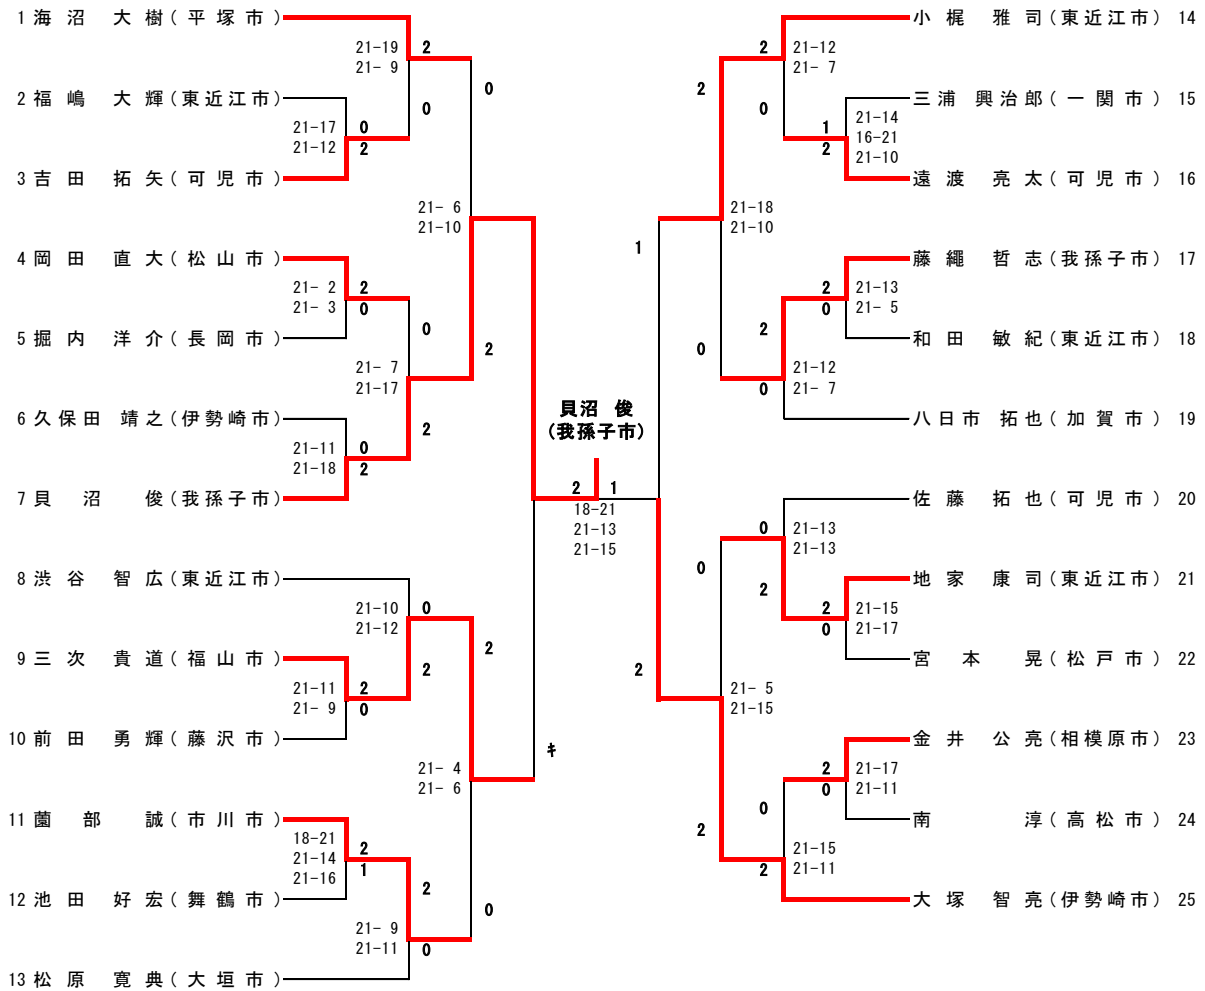 1 海沼 大樹(平塚市)
21-19 2
21- 9
0
0
2 福嶋 大輝(東近江市)
21-17 0
21-12 2
3 吉田 拓矢(可児市)
21- 6
21-10
4 岡田 直大(松山市)
21- 2 2
21- 3 0
0
5 掘内 洋介(長岡市)
2
21- 7
21-17
6 久保田 靖之(伊勢崎市)
2
21-11 0
21-18 2
7 貝沼 俊(我孫子市)
8 渋谷 智広(東近江市)
21-10 0
21-12
2
9 三次 貴道(福山市)
2
21-11 2
21- 9 0
10 前田 勇輝(藤沢市)
キ
21- 4
21- 6
11 薗部 誠(市川市)
18-21
21-14 2
21-16 1
2
12 池田 好宏(舞鶴市)
0
21- 9
21-11 0
13 松原 寛典(大垣市)
貝沼 俊
(我孫子市)
2 1
18-21
21-13
21-15
小梶 雅司(東近江市) 14
2 21-12
21- 7
2
0
三浦 興治郎(一関市) 15
1 21-14
2 16-21
21-10
遠渡 亮太(可児市) 16
21-18
21-10
1
藤繩 哲志(我孫子市) 17
2 21-13
0 21- 5
2
和田 敏紀(東近江市) 18
0
21-12
0 21- 7
八日市 拓也(加賀市) 19
佐藤 拓也(可児市) 20
0 21-13
21-13
0
2
地家 康司(東近江市) 21
2 21-15
0 21-17
宮本 晃(松戸市) 22
2
21- 5
21-15
金井 公亮(相模原市) 23
2 21-17
0 21-11
0
南 淳(高松市) 24
2
21-15
2 21-11
大塚 智亮(伊勢崎市) 25